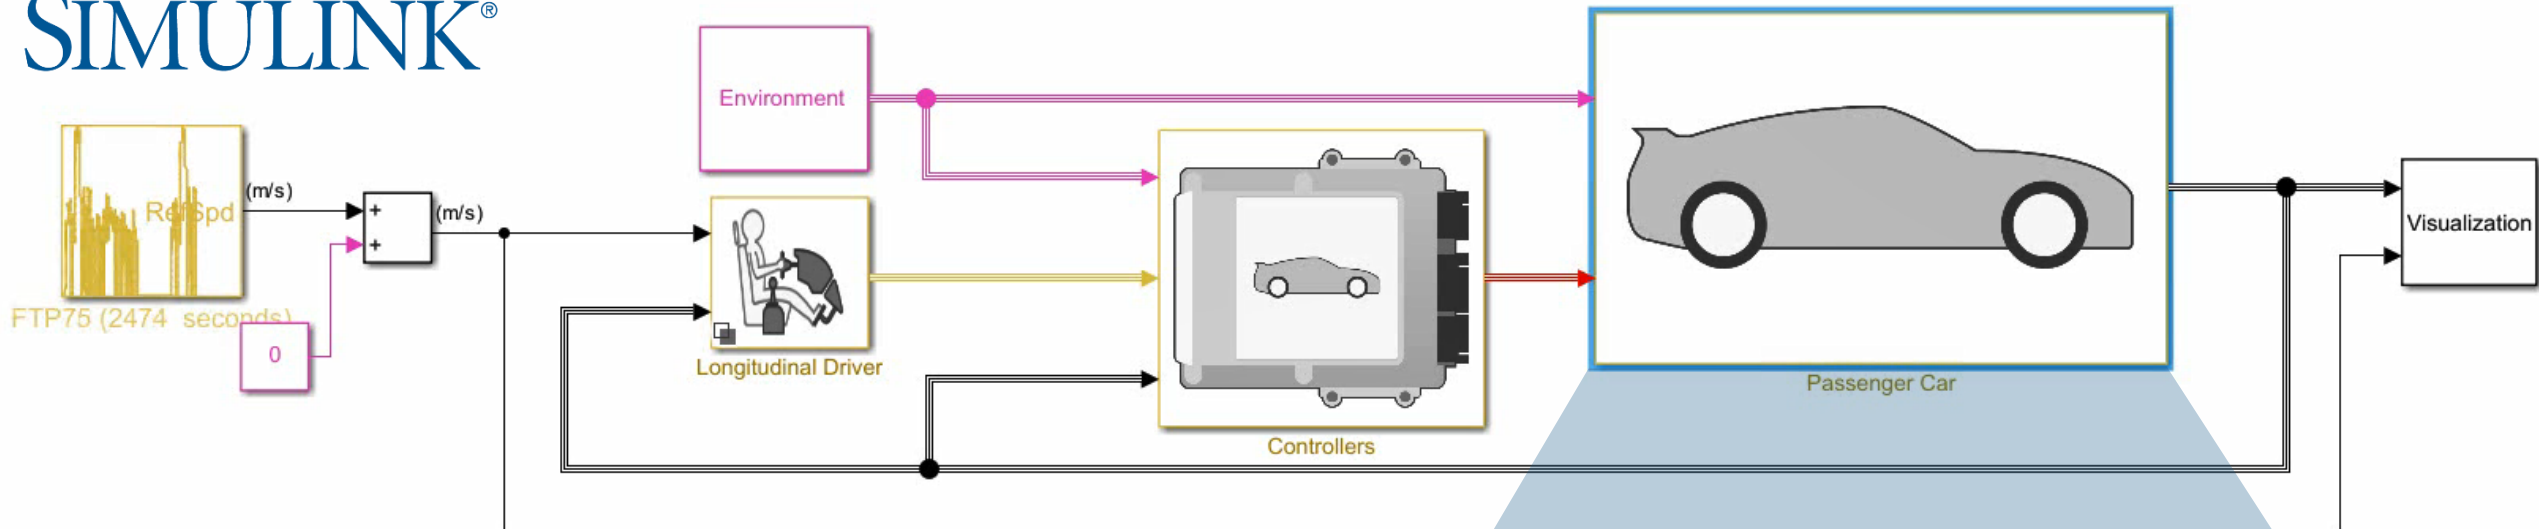 SIMULINK®
Environment
RefSpd
(m/s)
+
+
(m/s)
FTP75 (2474 seconds)
0
Longitudinal Driver
Controllers
Passenger Car
Visualization